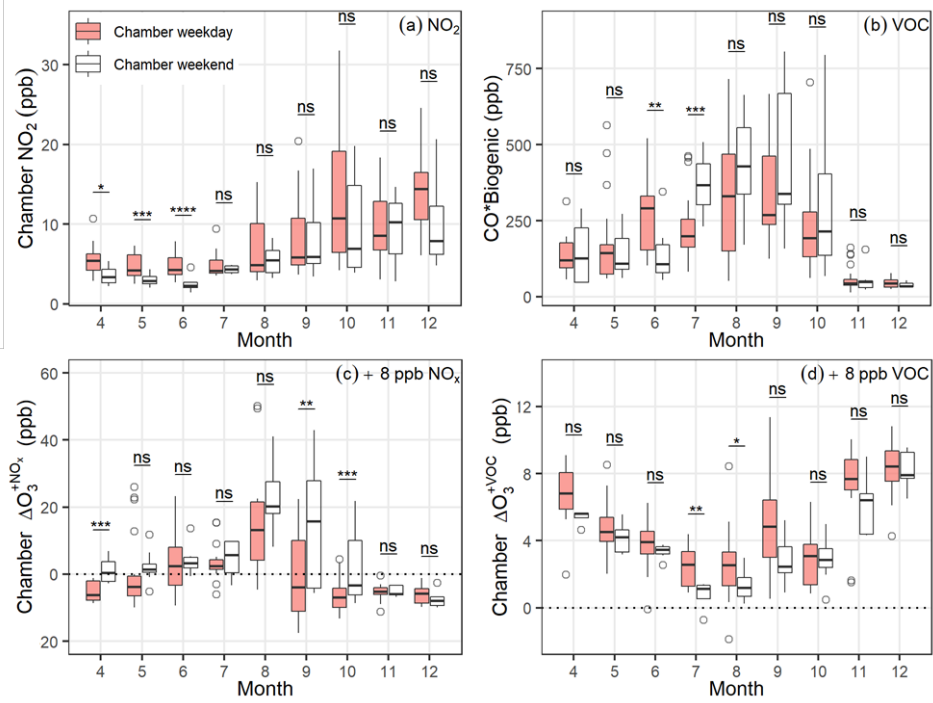 (a) NO₂
Chamber weekday
Chamber weekend
Chamber NO₂ (ppb)
30
20
10
0
* *** **** ns ns ns ns ns ns
4 5 6 7 8 9 10 11 12
Month
(b) VOC
CO*Biogenic (ppb)
750
500
250
0
ns ns ** *** ns ns ns ns ns
4 5 6 7 8 9 10 11 12
Month
(c) + 8 ppb NOₓ
Chamber ΔO₃⁺ᴺᴼₓ (ppb)
60
40
20
0
20
*** ns ns ns ns ** *** ns ns
4 5 6 7 8 9 10 11 12
Month
(d) + 8 ppb VOC
Chamber ΔO₃⁺VOC (ppb)
12
8
4
0
ns ns ns ** * ns ns ns ns
4 5 6 7 8 9 10 11 12
Month